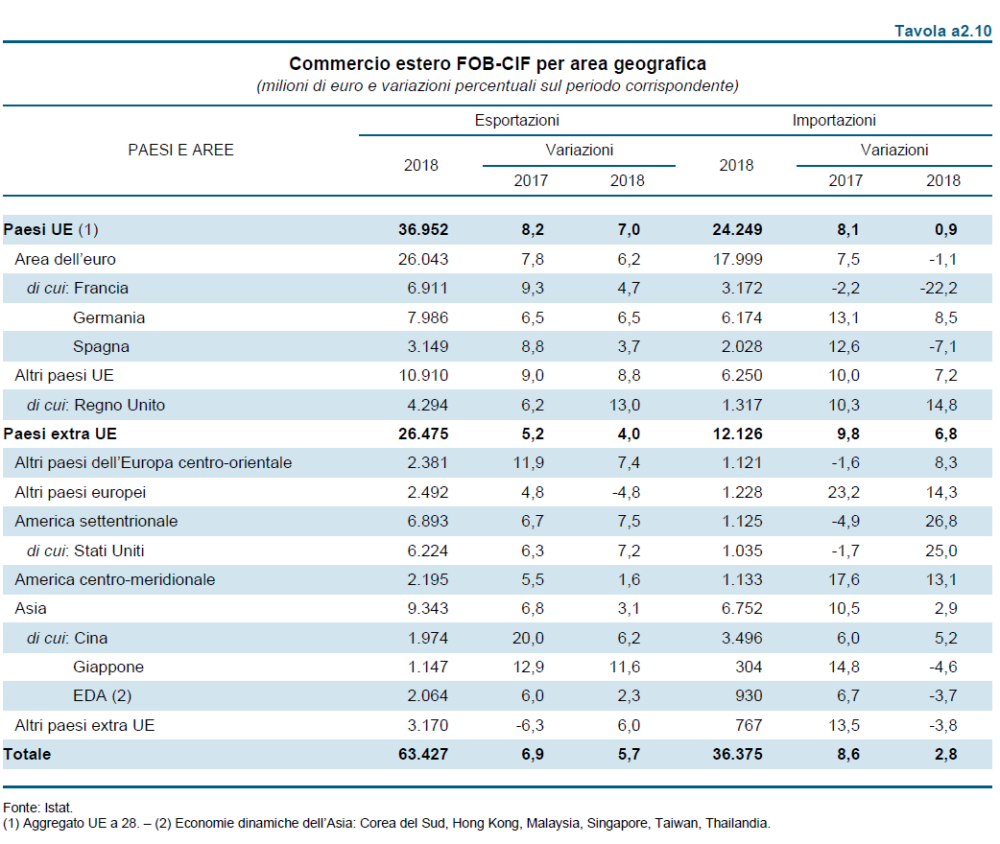 Tavola a2.10
Commercio estero FOB-CIF per area geografica
(milioni di euro e variazioni percentuali sul periodo corrispondente)
PAESI E AREE
Esportazioni Importazioni
2018 Variazioni 2018 Variazioni
2017 2018 2017 2018
Paesi UE (1) 36.952 8,2 7,0 24.249 8,1 0,9
Area dell’euro 26.043 7,8 6,2 17.999 7,5 -1,1
di cui: Francia 6.911 9,3 4,7 3.172 -2,2 -22,2
Germania 7.986 6,5 6,5 6.174 13,1 8,5
Spagna 3.149 8,8 3,7 2.028 12,6 -7,1
Altri paesi UE 10.910 9,0 8,8 6.250 10,0 7,2
di cui: Regno Unito 4.294 6,2 13,0 1.317 10,3 14,8
Paesi extra UE 26.475 5,2 4,0 12.126 9,8 6,8
Altri paesi dell’Europa centro-orientale 2.381 11,9 7,4 1.121 -1,6 8,3
Altri paesi europei 2.492 4,8 -4,8 1.228 23,2 14,3
America settentrionale 6.893 6,7 7,5 1.125 -4,9 26,8
di cui: Stati Uniti 6.224 6,3 7,2 1.035 -1,7 25,0
America centro-meridionale 2.195 5,5 1,6 1.133 17,6 13,1
Asia 9.343 6,8 3,1 6.752 10,5 2,9
di cui: Cina 1.974 20,0 6,2 3.496 6,0 5,2
Giappone 1.147 12,9 11,6 304 14,8 -4,6
EDA (2) 2.064 6,0 2,3 930 6,7 -3,7
Altri paesi extra UE 3.170 -6,3 6,0 767 13,5 -3,8
Totale 63.427 6,9 5,7 36.375 8,6 2,8
Fonte: Istat.
(1) Aggregato UE a 28. – (2) Economie dinamiche dell’Asia: Corea del Sud, Hong Kong, Malaysia, Singapore, Taiwan, Thailandia.